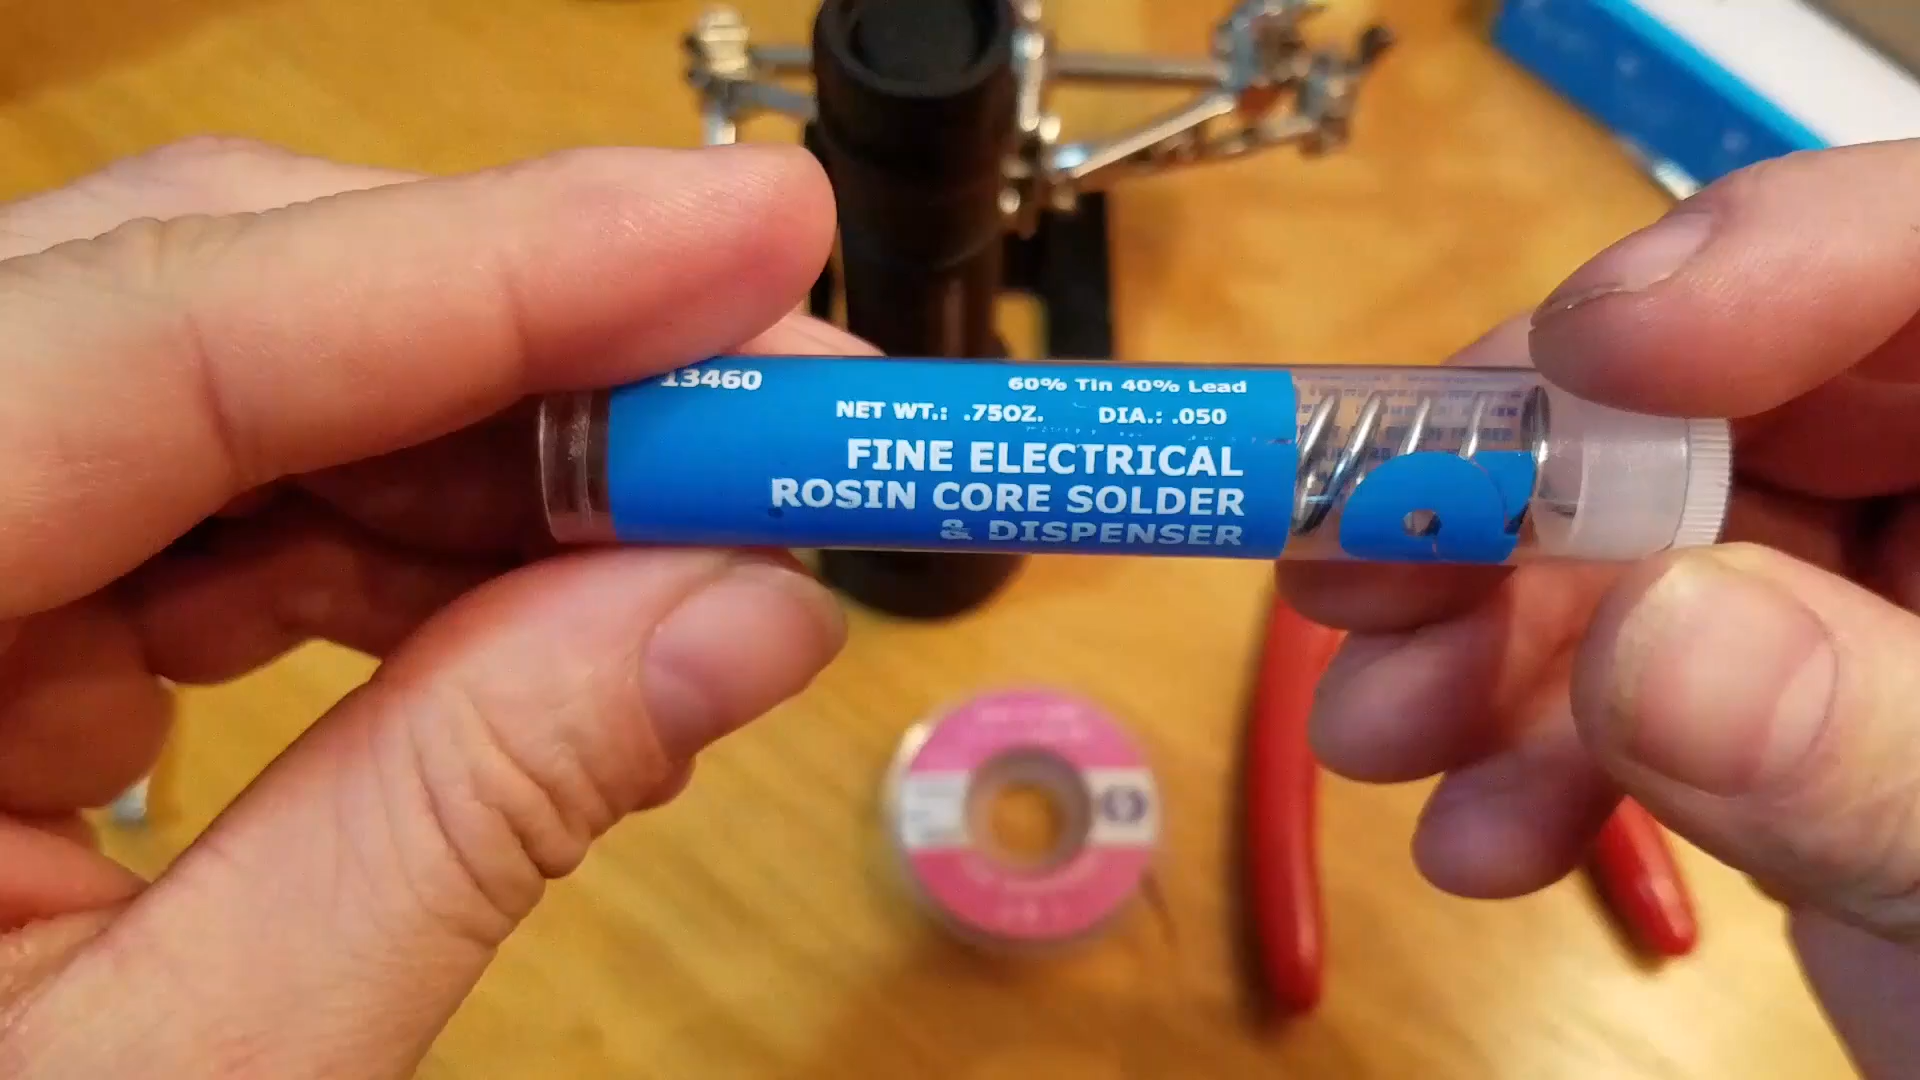 13460
60% Tin 40% Lead
NET WT.: .75OZ. DIA.: .050
FINE ELECTRICAL
ROSIN CORE SOLDER
& DISPENSER